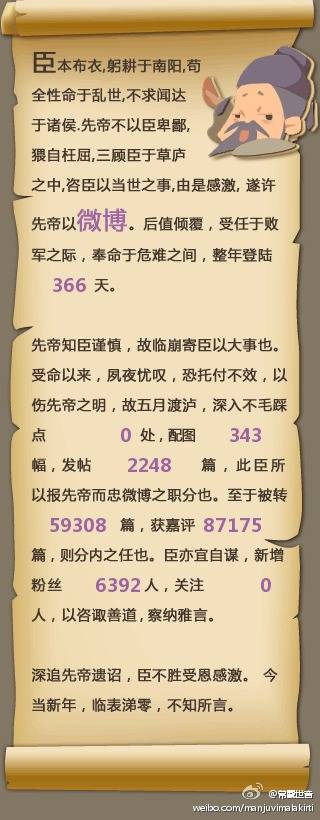 臣本布衣,躬耕于南阳,苟
全性命于乱世,不求闻达
于诸侯.先帝不以臣卑鄙,
猥自枉屈,三顾臣于草庐
之中,咨臣以当世之事,由是感激, 遂许
先帝以微博。后值倾覆，受任于败
军之际，奉命于危难之间，整年登陆
366 天。
先帝知臣谨慎，故临崩寄臣以大事也。
受命以来，夙夜忧叹，恐托付不效，以
伤先帝之明，故五月渡泸，深入不毛踩
点 0 处，配图 343
幅，发帖 2248 篇，此臣所
以报先帝而忠微博之职分也。至于被转
59308 篇，获嘉评 87175
篇，则分内之任也。臣亦宜自谋，新增
粉丝 6392 人，关注 0
人，以咨诹善道，察纳雅言。
深追先帝遗诏，臣不胜受恩感激。 今
当新年，临表涕零，不知所言。
weibo.com/manjuvimalakirti